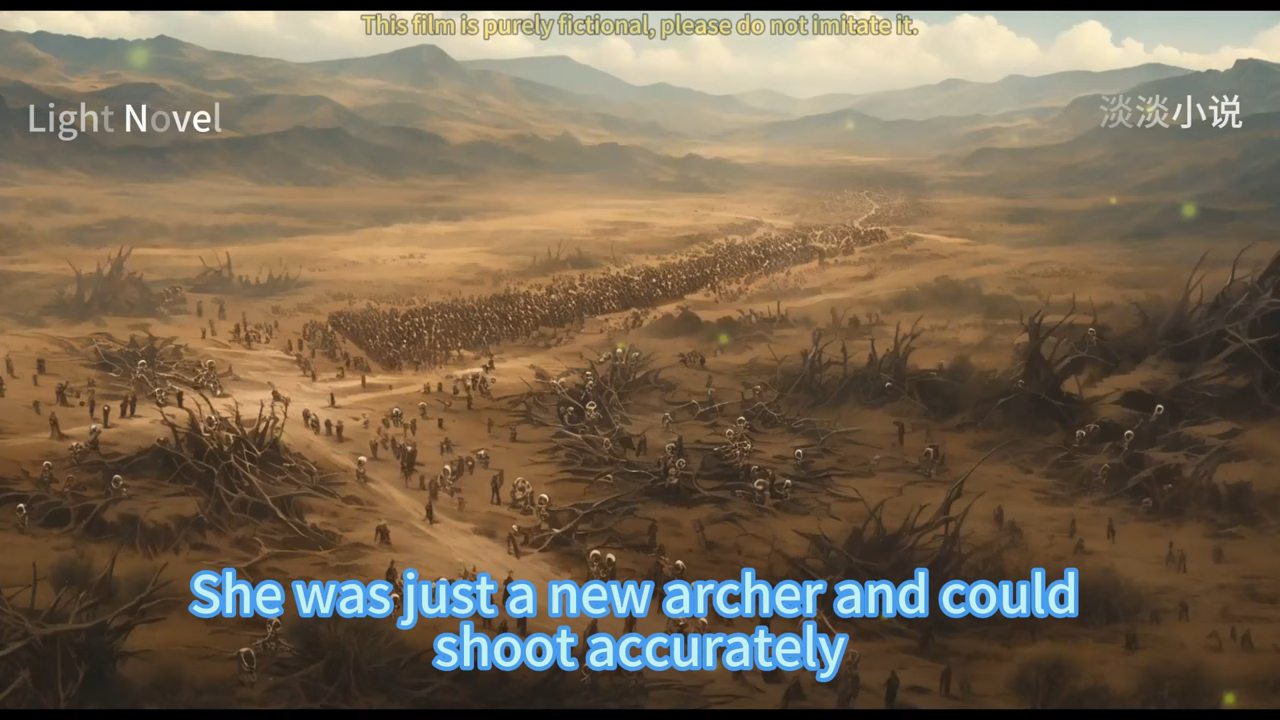 This film is purely fictional, please do not imitate it.
Light Novel
淡淡小说
She was just a new archer and could
shoot accurately